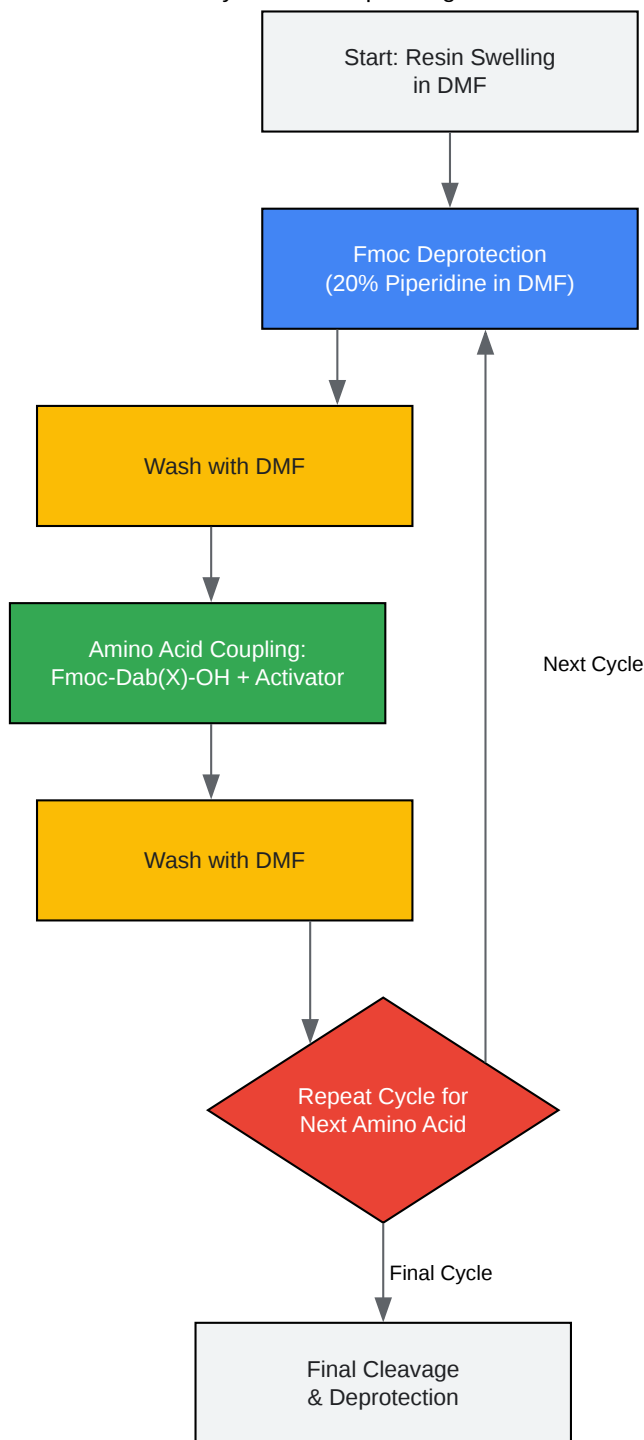 Start: Resin Swelling
in DMF
Fmoc Deprotection
(20% Piperidine in DMF)
Wash with DMF
Amino Acid Coupling:
Fmoc-Dab(X)-OH + Activator
Next Cycle
Wash with DMF
Repeat Cycle for
Next Amino Acid
Final Cycle
Final Cleavage
& Deprotection